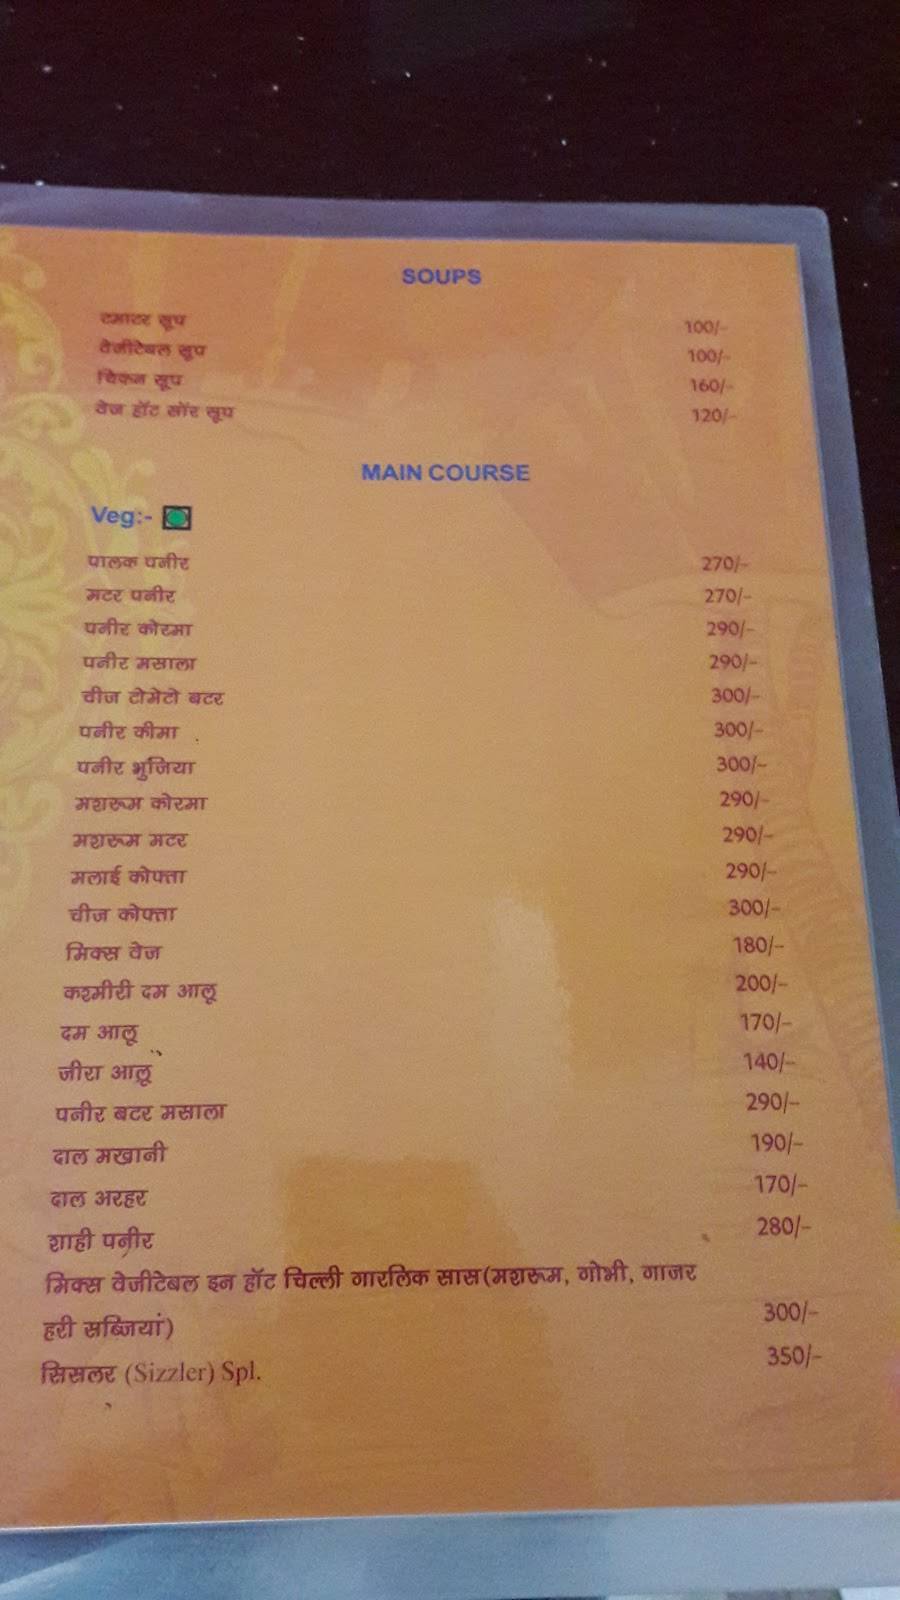 SOUPS
टमाटर सूप 100/-
वेजीटेबल सूप 100/-
चिकन सूप 160/-
वेज हॉट सॉर सूप 120/-
MAIN COURSE
Veg:-
पालक पनीर 270/-
मटर पनीर 270/-
पनीर कोरमा 290/-
पनीर मसाला 290/-
चीज टोमेटो बटर 300/-
पनीर कीमा 300/-
पनीर भुजिया 300/-
मशरूम कोरमा 290/-
मशरूम मटर 290/-
मलाई कोफ्ता 290/-
चीज कोफ्ता 300/-
मिक्स वेज 180/-
कश्मीरी दम आलू 200/-
दम आलू 170/-
जीरा आलू 140/-
पनीर बटर मसाला 290/-
दाल मखानी 190/-
दाल अरहर 170/-
शाही पनीर 280/-
मिक्स वेजीटेबल इन हॉट चिल्ली गारलिक सास(मशरूम, गोभी, गाजर
हरी सब्जियां) 300/-
सिसलर (Sizzler) Spl. 350/-